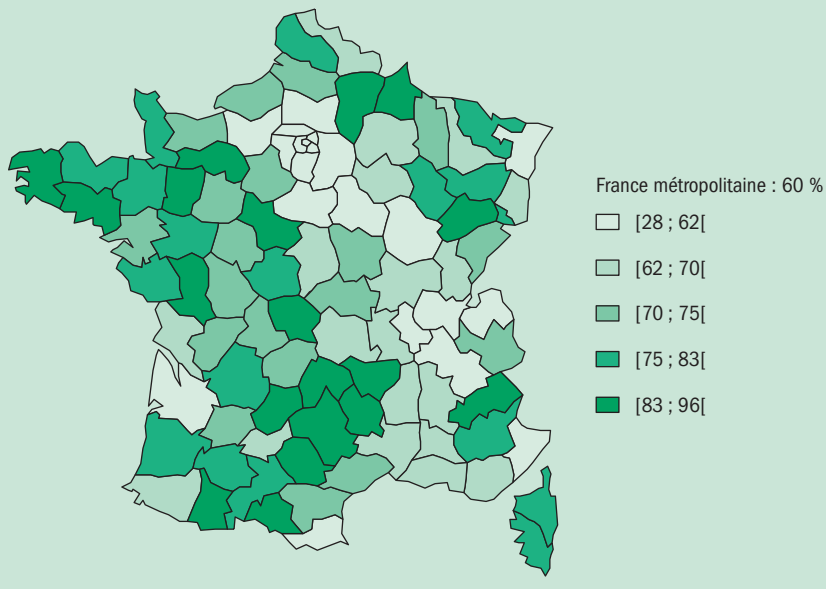 France métropolitaine : 60 %
[28 ; 62[
[62 ; 70[
[70 ; 75[
[75 ; 83[
[83 ; 96[